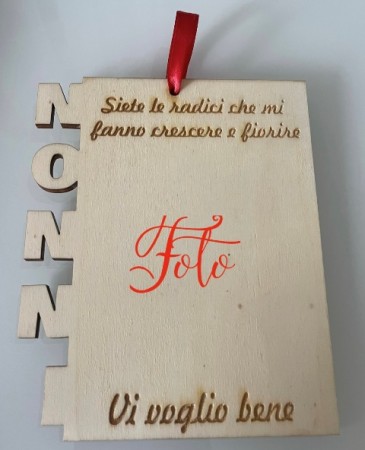 NONNI
Siete le radici che mi
fanno crescere e fiorire
Foto
Vi voglio bene